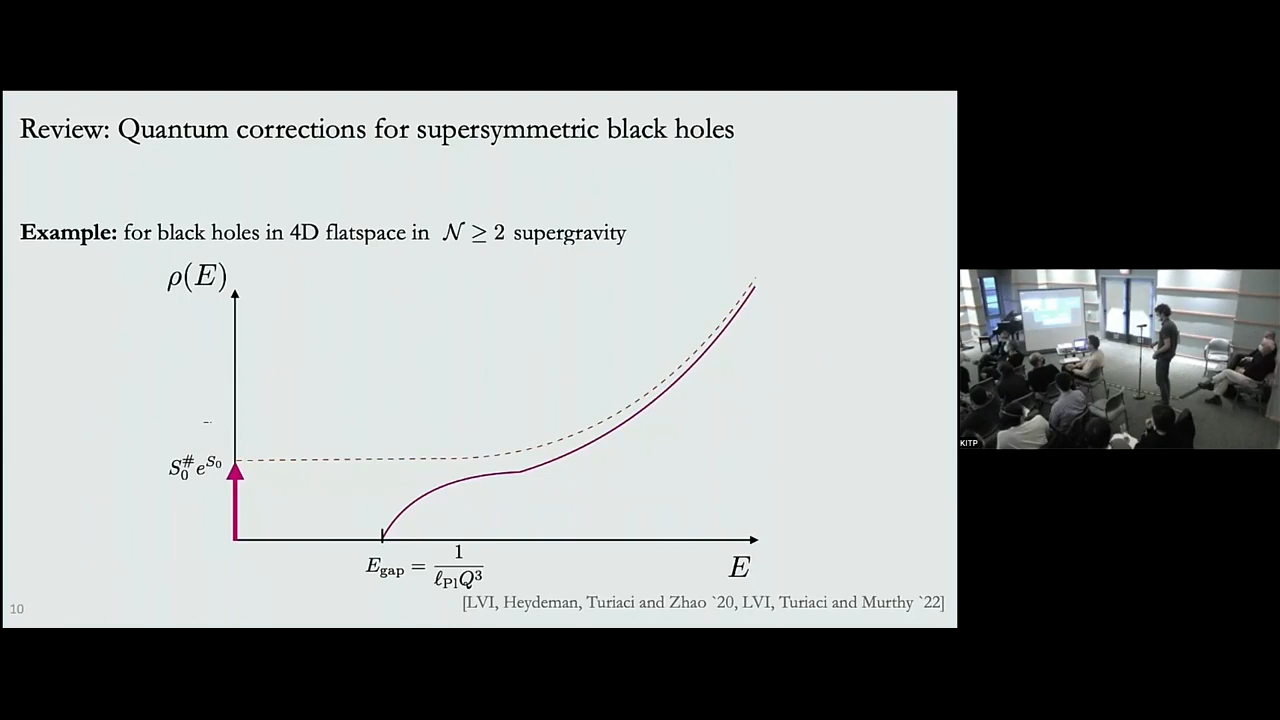 Review: Quantum corrections for supersymmetric black holes
Example: for black holes in 4D flatspace in 𝒩 ≥ 2 supergravity
ρ(E)
S₀^# e^{S₀}
E_gap = 1 / (ℓ_Pl Q³)
E
[LVI, Heydeman, Turiaci and Zhao `20, LVI, Turiaci and Murthy `22]
10
KITP